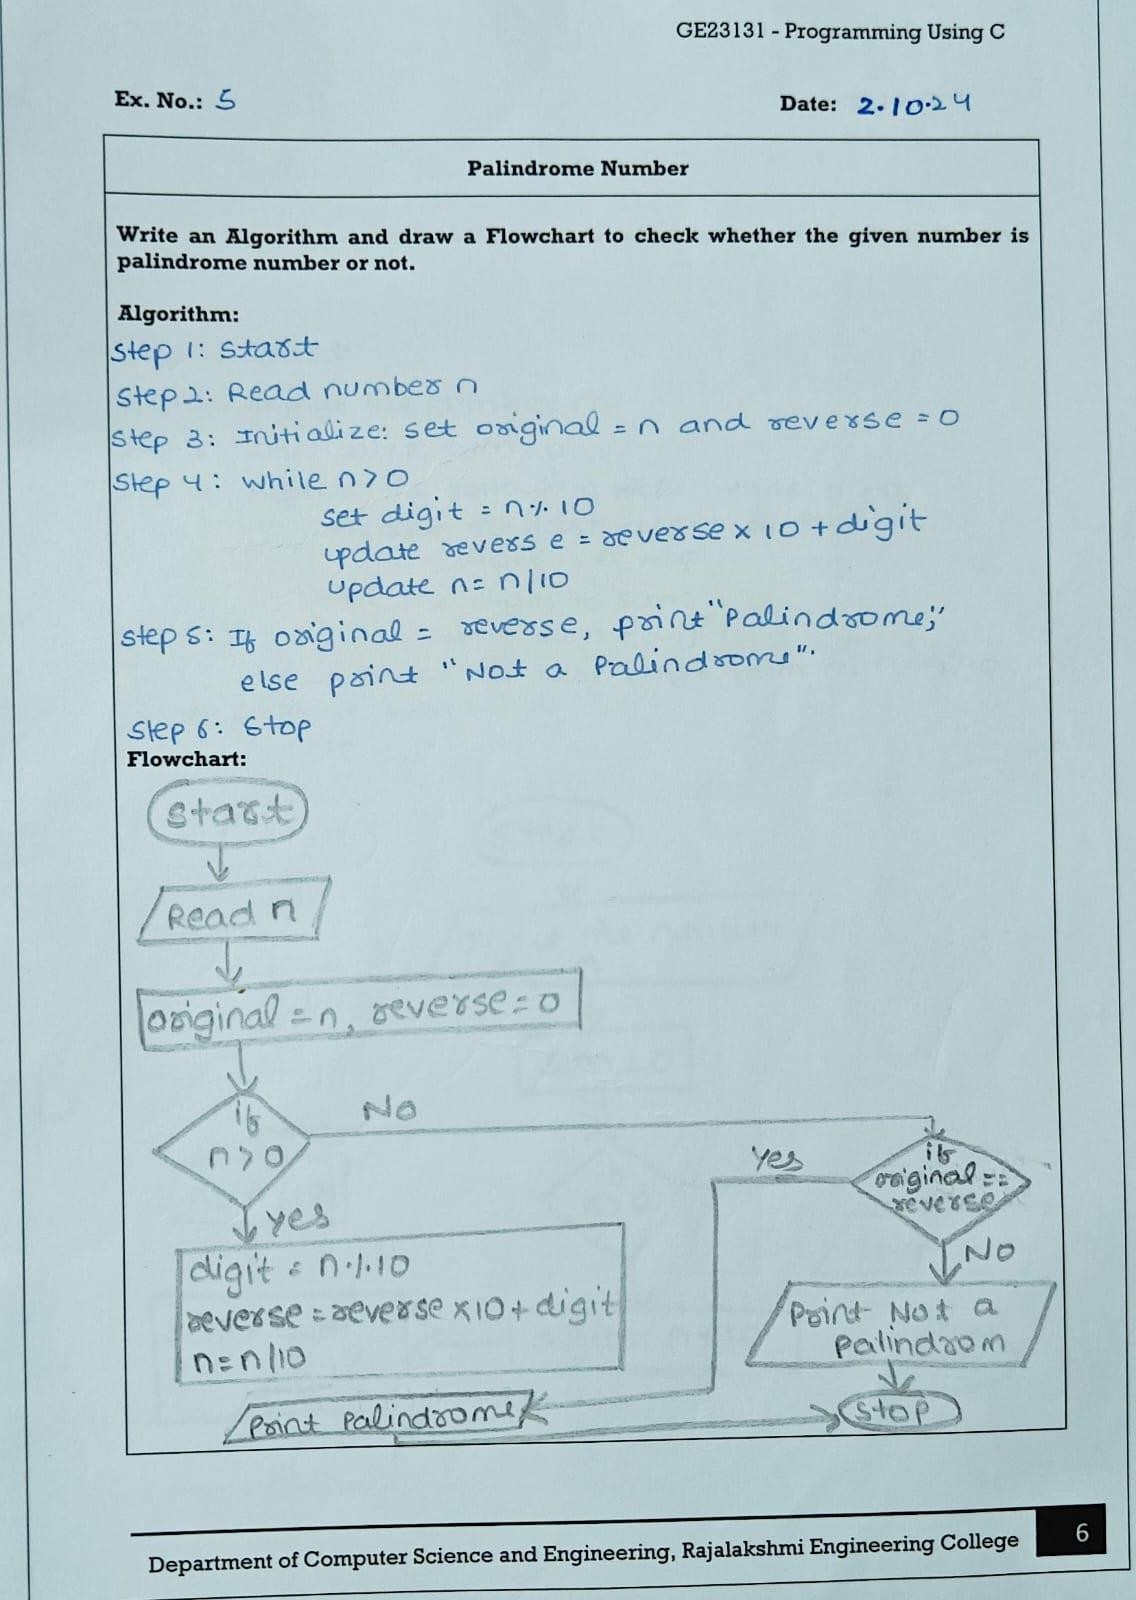 GE23131 - Programming Using C
Ex. No.: 5
Date: 2.10.24
Palindrome Number
Write an Algorithm and draw a Flowchart to check whether the given number is
palindrome number or not.
Algorithm:
Step 1: Start
Step 2: Read number n
Step 3: Initialize: set original = n and reverse = 0
Step 4: while n>0
set digit = n % 10
update revers e = reverse x 10 + digit
update n = n/10
step 5: If original = reverse, print "Palindrome;"
else print "Not a Palindrome".
Step 6: Stop
Flowchart:
Start
Read n
original = n, reverse = 0
if
n>0
No
yes
digit = n % 10
reverse = reverse x10 + digit
n=n/10
yes
if
original ==
reverse
No
Print Not a
Palindrom
Print Palindrome
Stop
Department of Computer Science and Engineering, Rajalakshmi Engineering College
6